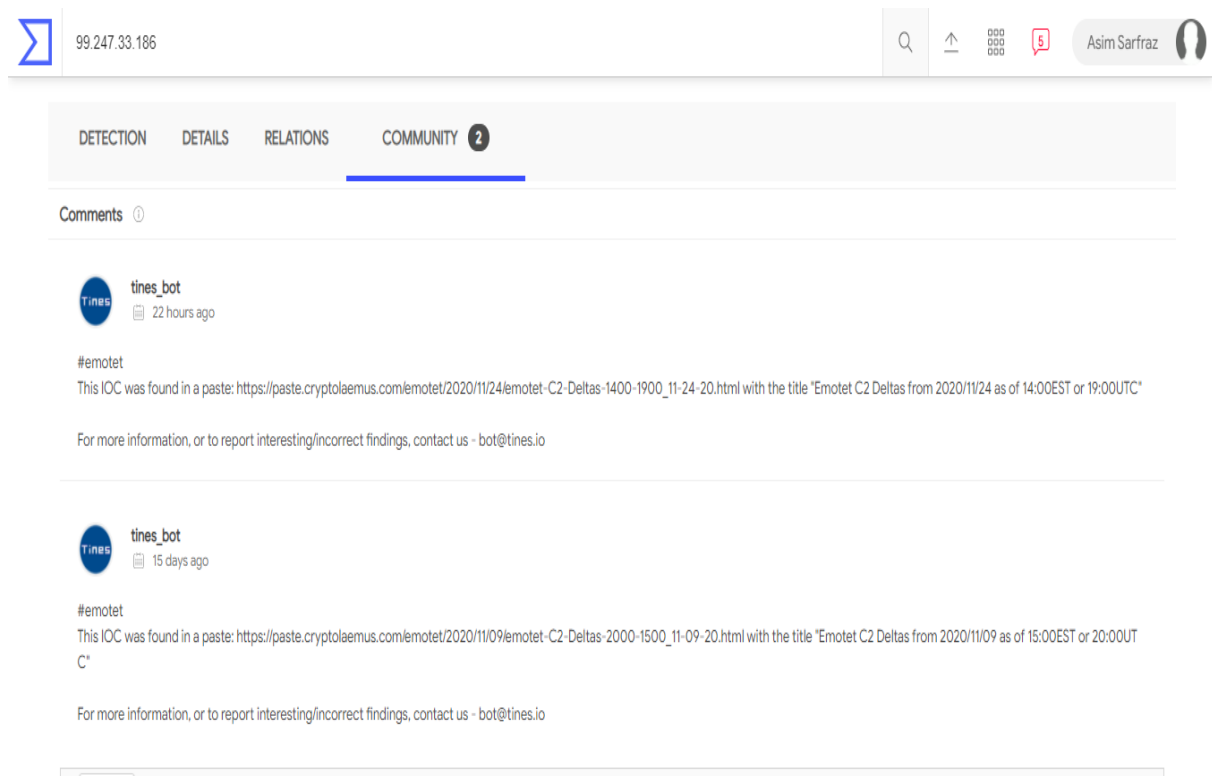 99.247.33.186
5
Asim Sarfraz
DETECTION DETAILS RELATIONS COMMUNITY 2
Comments
Tines
tines_bot
22 hours ago
#emotet
This IOC was found in a paste: https://paste.cryptolaemus.com/emotet/2020/11/24/emotet-C2-Deltas-1400-1900_11-24-20.html with the title "Emotet C2 Deltas from 2020/11/24 as of 14:00EST or 19:00UTC"
For more information, or to report interesting/incorrect findings, contact us - bot@tines.io
Tines
tines_bot
15 days ago
#emotet
This IOC was found in a paste: https://paste.cryptolaemus.com/emotet/2020/11/09/emotet-C2-Deltas-2000-1500_11-09-20.html with the title "Emotet C2 Deltas from 2020/11/09 as of 15:00EST or 20:00UT
C"
For more information, or to report interesting/incorrect findings, contact us - bot@tines.io